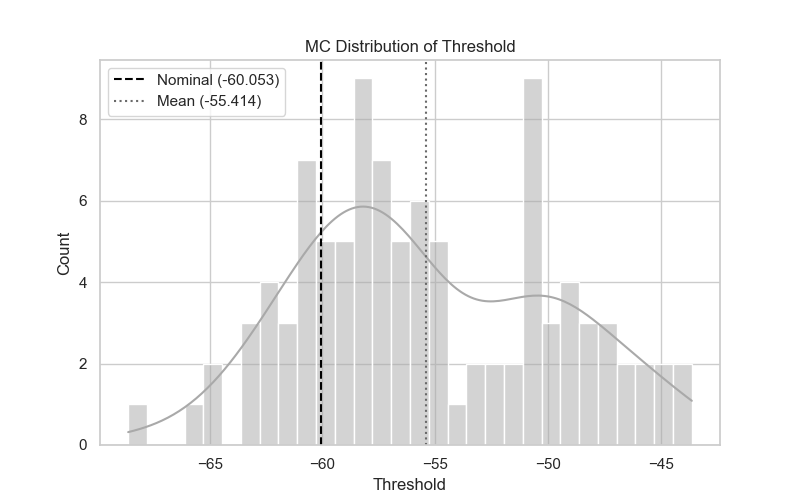 MC Distribution of Threshold
Nominal (-60.053)
Mean (-55.414)
Count
8
6
4
2
0
−65
−60
−55
−50
−45
Threshold